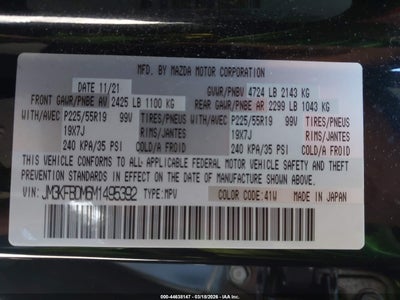 MFD. BY MAZDA MOTOR CORPORATION
DATE 11/21 GVWR/PNBV 4724 LB 2143 KG
FRONT GAWR/PNBE AV 2425 LB 1100 KG REAR GAWR/PNBE AR 2299 LB 1043 KG
WITH/AVEC P225/55R19 99V TIRES/PNEUS WITH/AVEC P225/55R19 99V TIRES/PNEUS
19X7J RIMS/JANTES 19X7J RIMS/JANTES
240 KPA/35 PSI COLD/A FROID 240 KPA/35 PSI COLD/A FROID
THIS VEHICLE CONFORMS TO ALL APPLICABLE FEDERAL MOTOR VEHICLE SAFETY AND THEFT
PREVENTION STANDARDS IN EFFECT ON THE DATE OF MANUFACTURE SHOWN ABOVE.
VIN: JM3KFBDM6M1495392 TYPE: MPV COLOR CODE: 41W MADE IN JAPAN
000-44638147 - 03/18/2026 - IAA Inc.